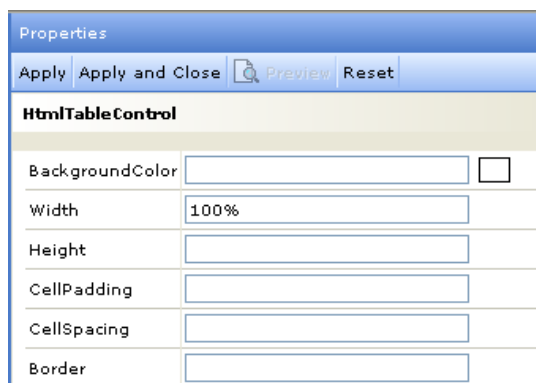 Properties
Apply Apply and Close Preview Reset
HtmlTableControl
BackgroundColor
Width 100%
Height
CellPadding
CellSpacing
Border